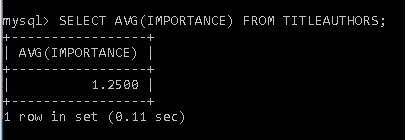 mysql> SELECT AVG(IMPORTANCE) FROM TITLEAUTHORS;
+-----------------+
| AVG(IMPORTANCE) |
+-----------------+
|          1.2500 |
+-----------------+
1 row in set (0.11 sec)